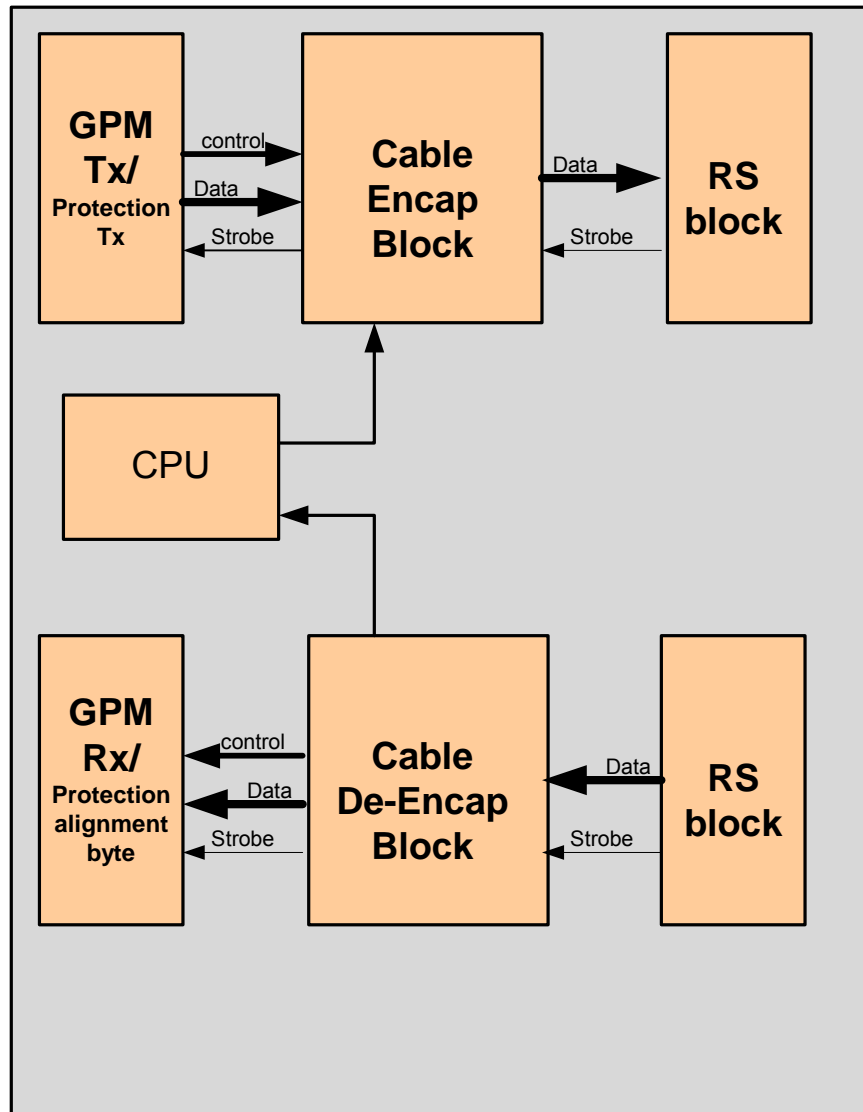 GPM
Tx/
Protection
Tx
control
Data
Strobe
Cable
Encap
Block
Data
Strobe
RS
block
CPU
GPM
Rx/
Protection
alignment
byte
control
Data
Strobe
Cable
De-Encap
Block
Data
Strobe
RS
block